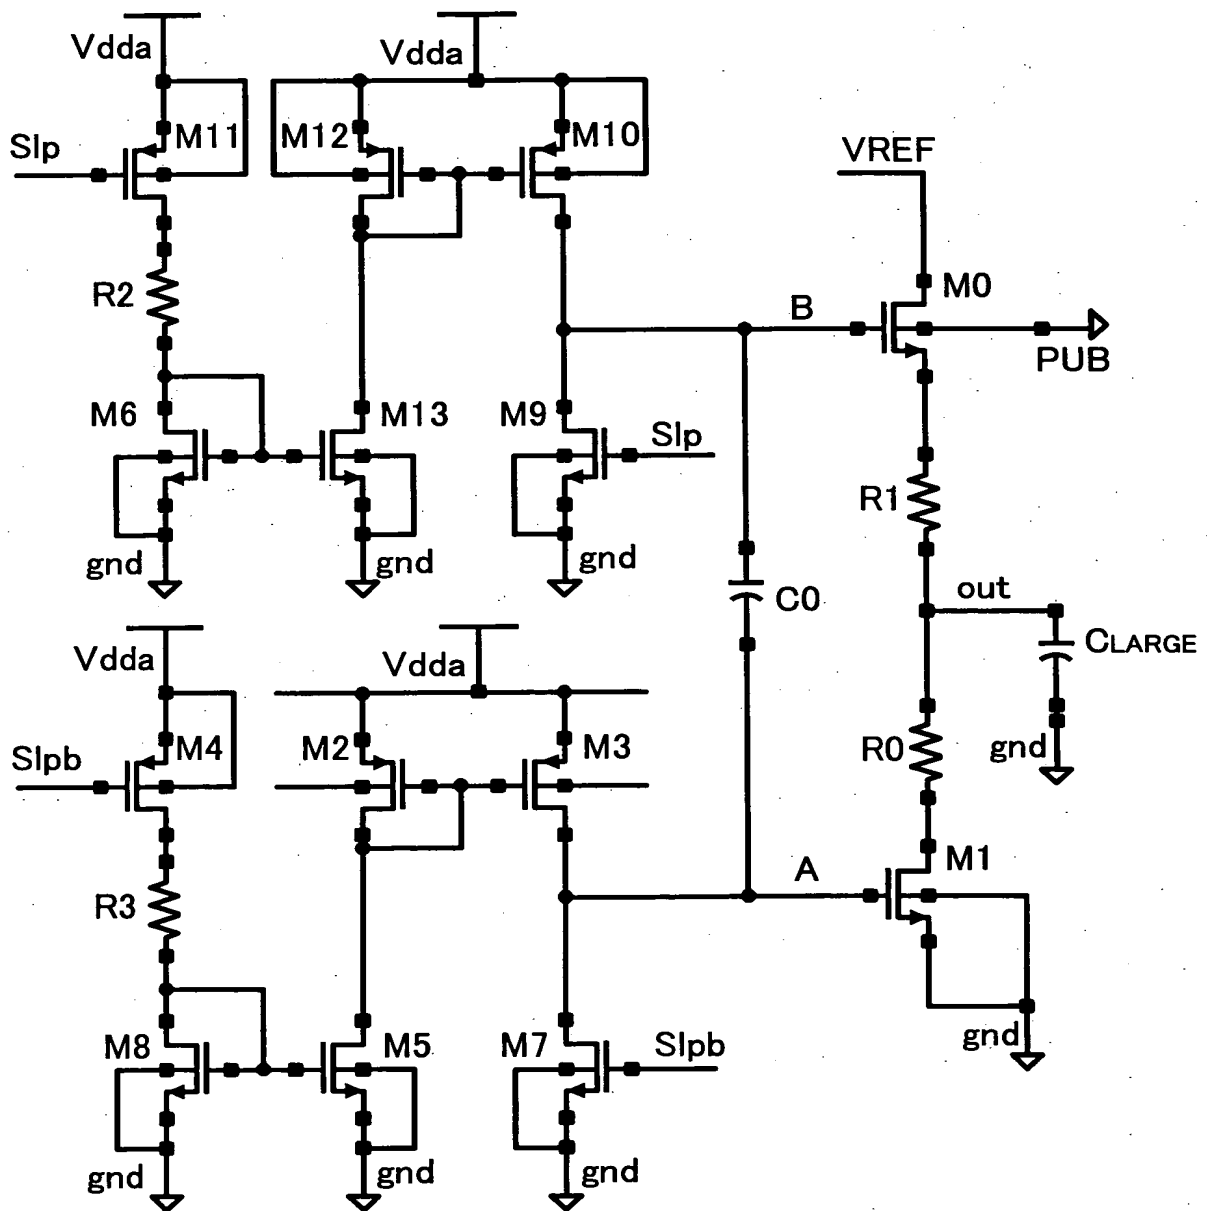 Vdda
Vdda
M11
M12
M10
Slp
VREF
R2
B
M0
PUB
M6
M13
M9
Slp
R1
gnd
gnd
gnd
C0
out
CLARGE
Vdda
Vdda
M4
M2
M3
Slpb
R0
gnd
R3
A
M1
M8
M5
M7
Slpb
gnd
gnd
gnd
gnd